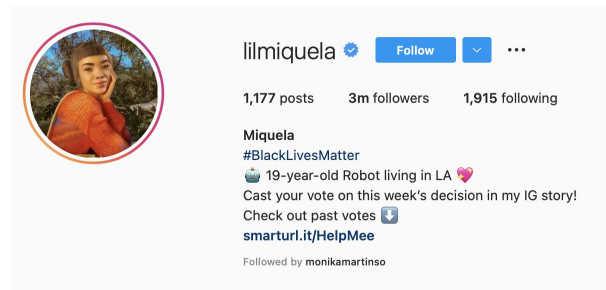 lilmiquela Follow
1,177 posts 3m followers 1,915 following
Miquela
#BlackLivesMatter
🤖 19-year-old Robot living in LA 💖
Cast your vote on this week's decision in my IG story!
Check out past votes ⬇️
smarturl.it/HelpMee
Followed by monikamartinso